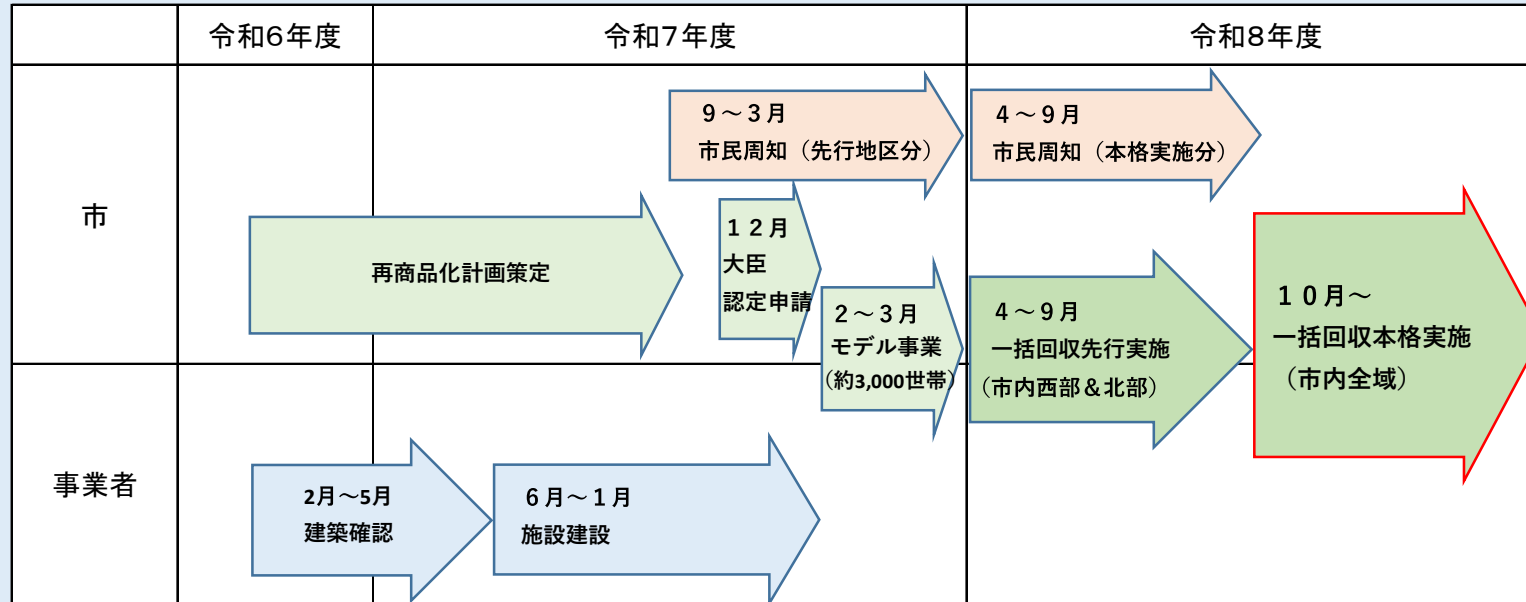 令和6年度
令和7年度
令和8年度
市
９～３月
市民周知（先行地区分）
４～９月
市民周知（本格実施分）
再商品化計画策定
１２月
大臣
認定申請
２～３月
モデル事業
（約3,000世帯）
４～９月
一括回収先行実施
（市内西部＆北部）
１０月～
一括回収本格実施
（市内全域）
事業者
2月～5月
建築確認
６月～１月
施設建設